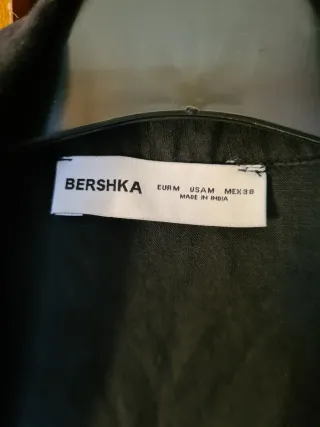 BERSHKA EUR M USA M MEX 38
MADE IN INDIA